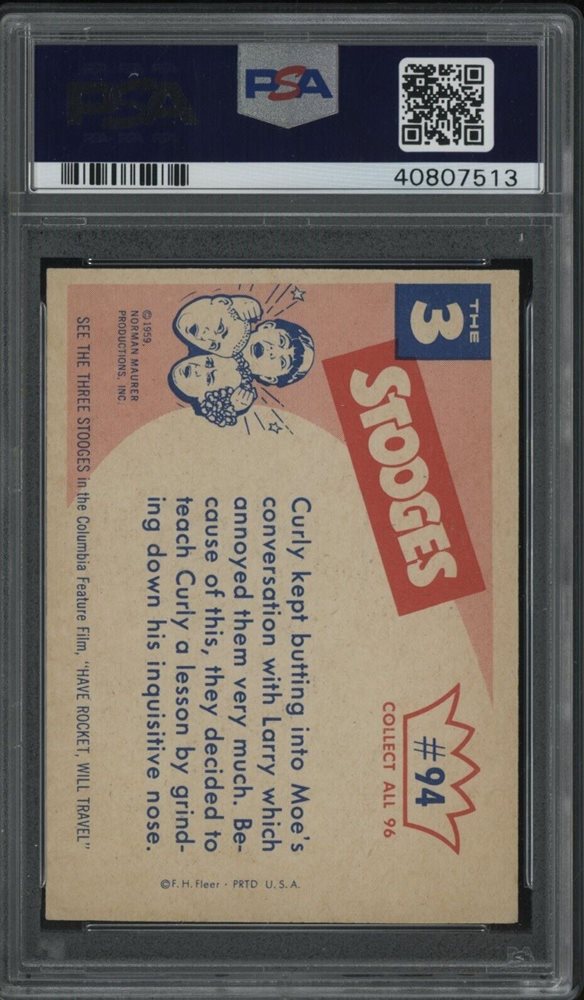 PSA
PSA
40807513
THE
3
STOOGES
#94
COLLECT ALL 96
Curly kept butting into Moe's
conversation with Larry which
annoyed them very much. Be-
cause of this, they decided to
teach Curly a lesson by grind-
ing down his inquisitive nose.
© 1959,
NORMAN MAURER
PRODUCTIONS, INC.
SEE THE THREE STOOGES in the Columbia Feature Film, "HAVE ROCKET, WILL TRAVEL"
©F. H. Fleer · PRTD U. S. A.
PSA